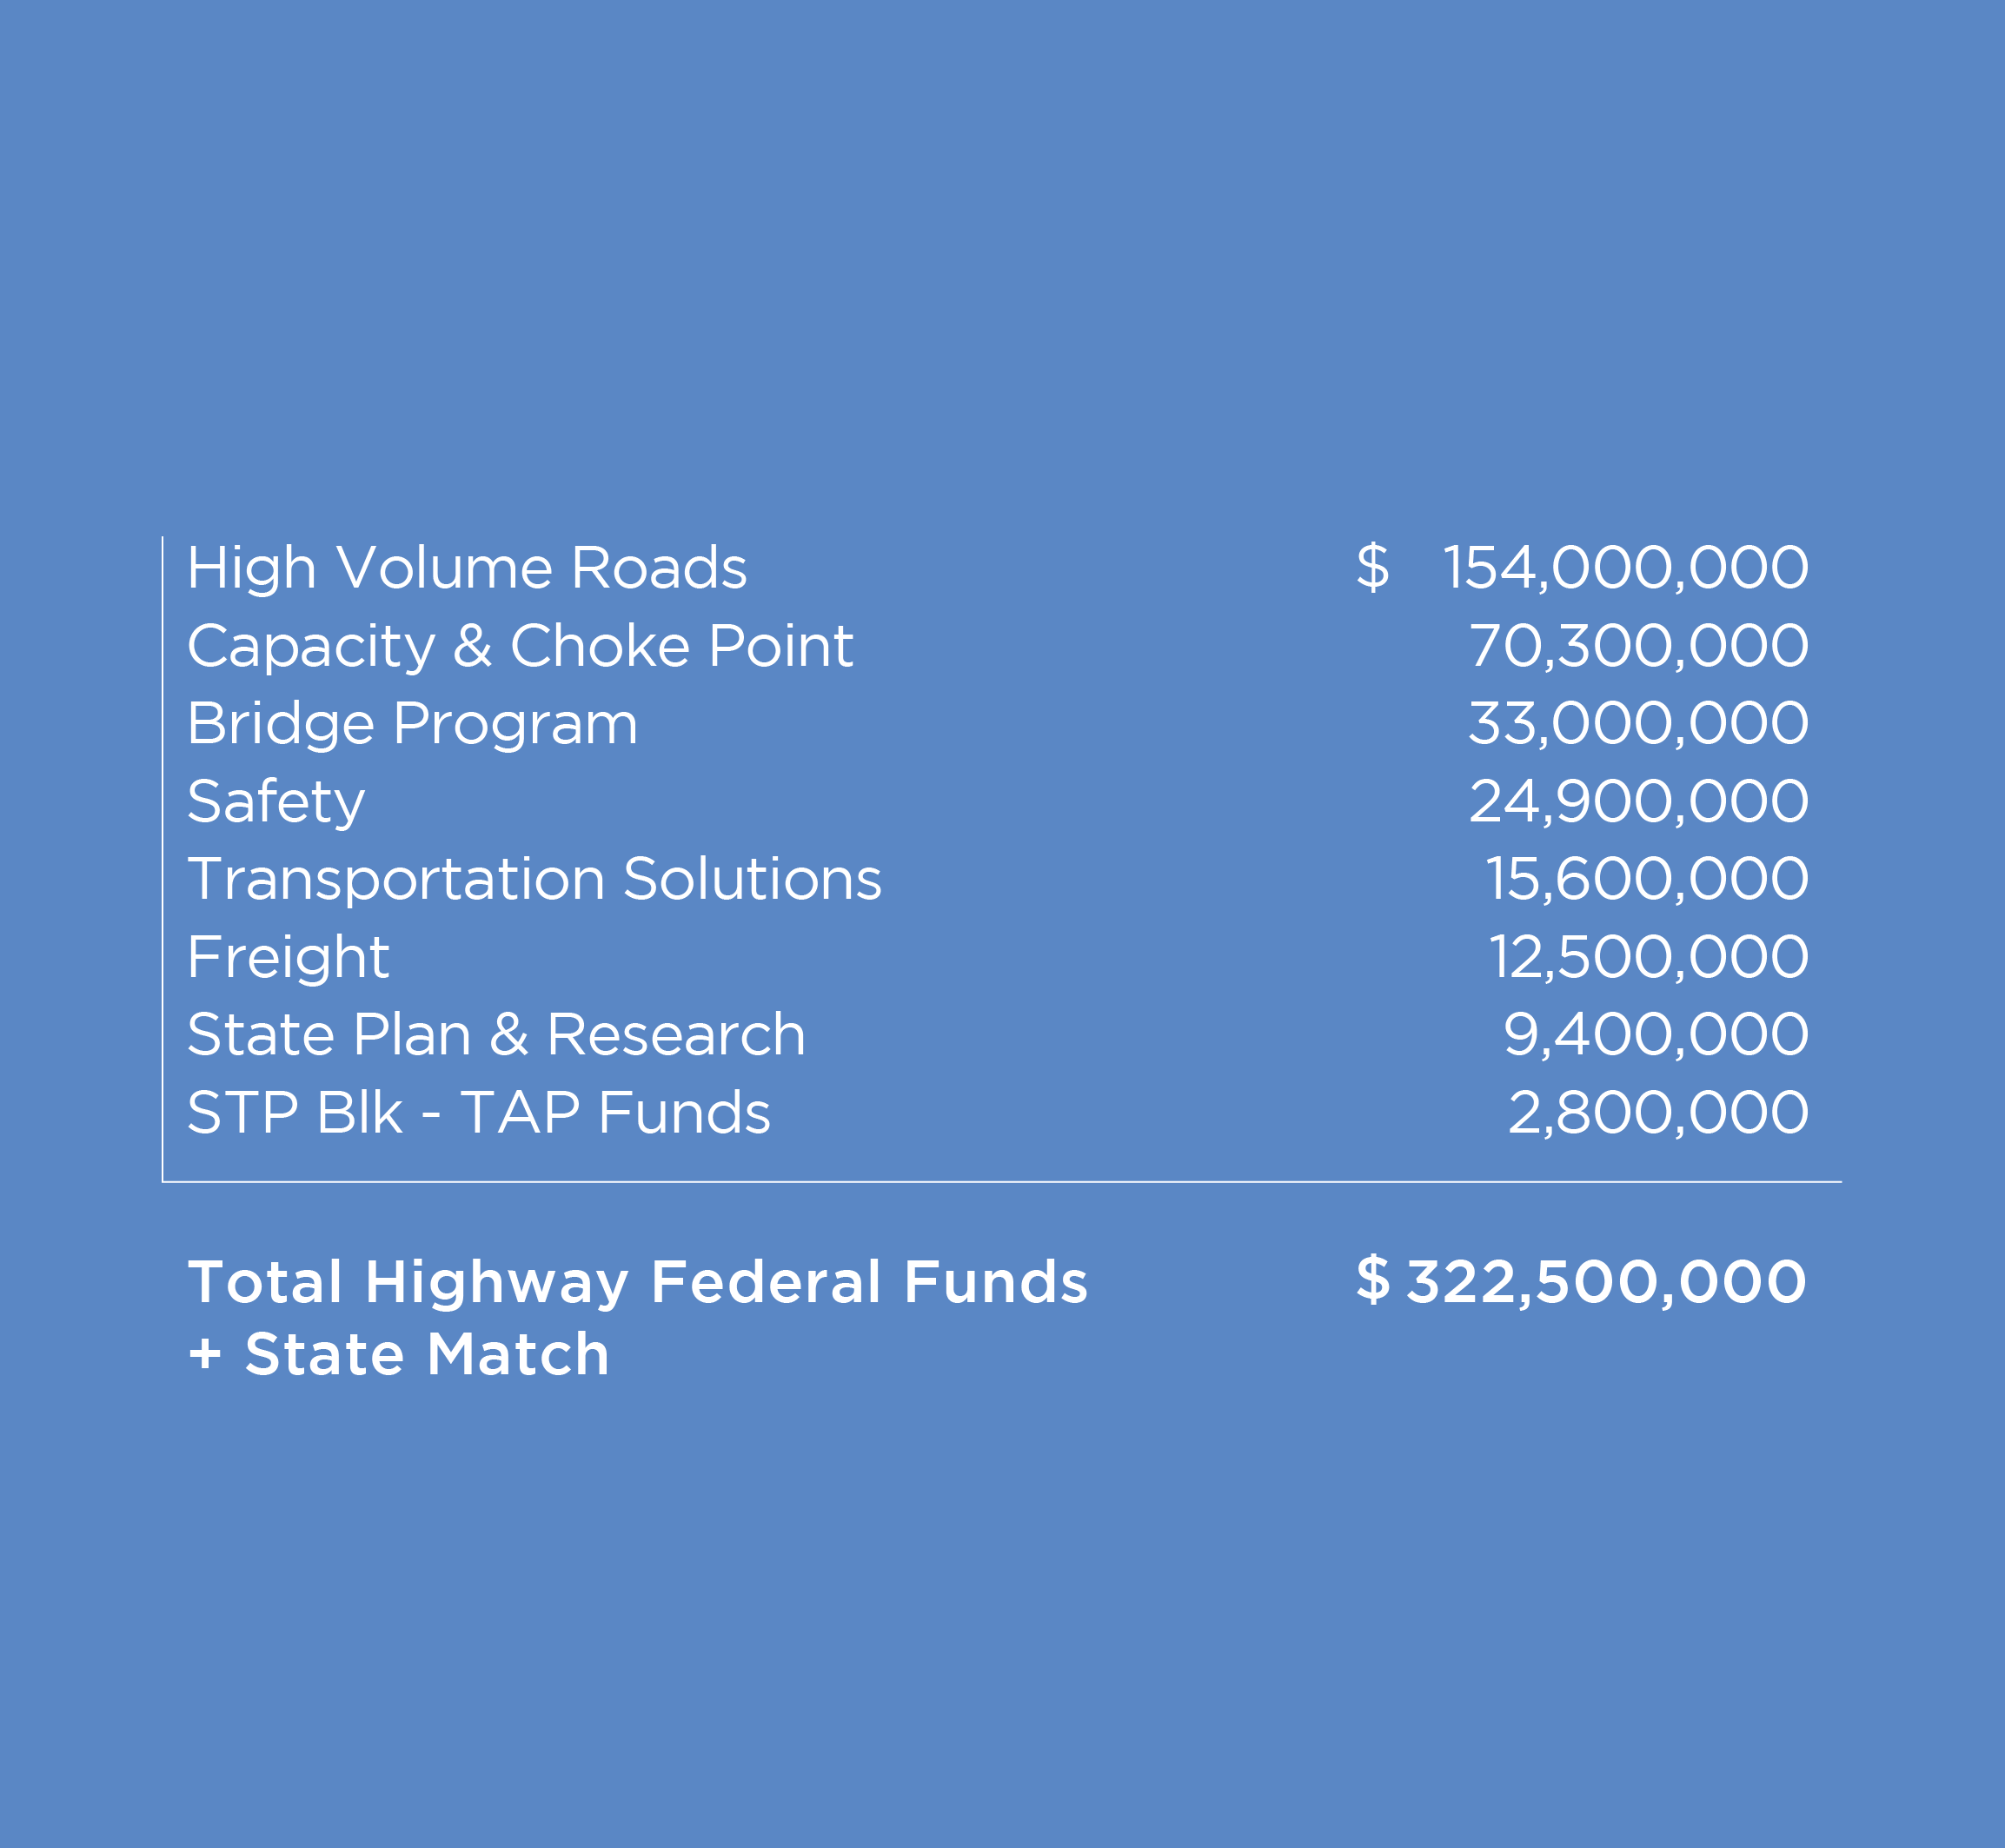 High Volume Roads $ 154,000,000
Capacity & Choke Point 70,300,000
Bridge Program 33,000,000
Safety 24,900,000
Transportation Solutions 15,600,000
Freight 12,500,000
State Plan & Research 9,400,000
STP Blk - TAP Funds 2,800,000
Total Highway Federal Funds $ 322,500,000
+ State Match